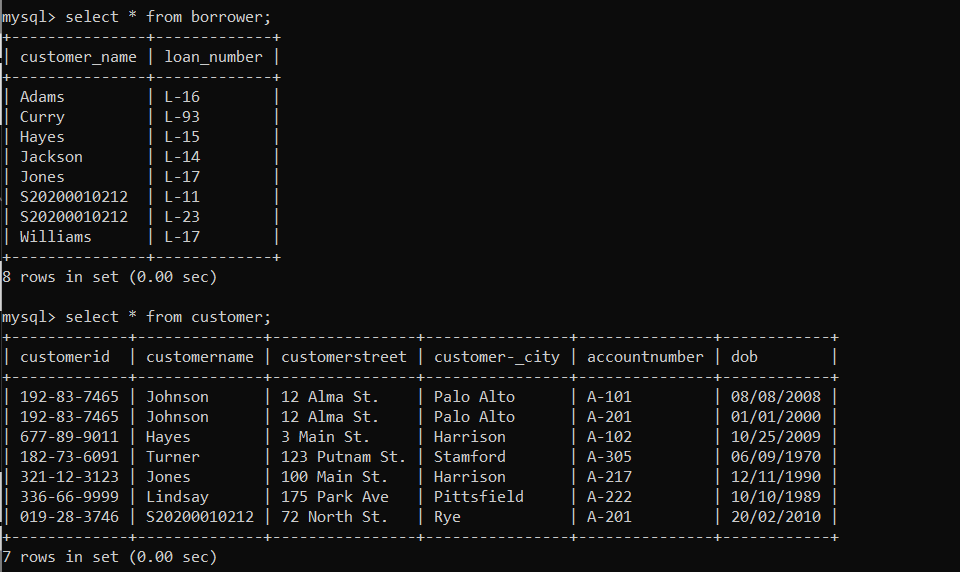 mysql> select * from borrower;
+---------------+-------------+
| customer_name | loan_number |
+---------------+-------------+
| Adams         | L-16        |
| Curry         | L-93        |
| Hayes         | L-15        |
| Jackson       | L-14        |
| Jones         | L-17        |
| S20200010212  | L-11        |
| S20200010212  | L-23        |
| Williams      | L-17        |
+---------------+-------------+
8 rows in set (0.00 sec)

mysql> select * from customer;
+-------------+--------------+----------------+----------------+---------------+------------+
| customerid  | customername | customerstreet | customer-_city | accountnumber | dob        |
+-------------+--------------+----------------+----------------+---------------+------------+
| 192-83-7465 | Johnson      | 12 Alma St.    | Palo Alto      | A-101         | 08/08/2008 |
| 192-83-7465 | Johnson      | 12 Alma St.    | Palo Alto      | A-201         | 01/01/2000 |
| 677-89-9011 | Hayes        | 3 Main St.     | Harrison       | A-102         | 10/25/2009 |
| 182-73-6091 | Turner       | 123 Putnam St. | Stamford       | A-305         | 06/09/1970 |
| 321-12-3123 | Jones        | 100 Main St.   | Harrison       | A-217         | 12/11/1990 |
| 336-66-9999 | Lindsay      | 175 Park Ave   | Pittsfield     | A-222         | 10/10/1989 |
| 019-28-3746 | S20200010212 | 72 North St.   | Rye            | A-201         | 20/02/2010 |
+-------------+--------------+----------------+----------------+---------------+------------+
7 rows in set (0.00 sec)